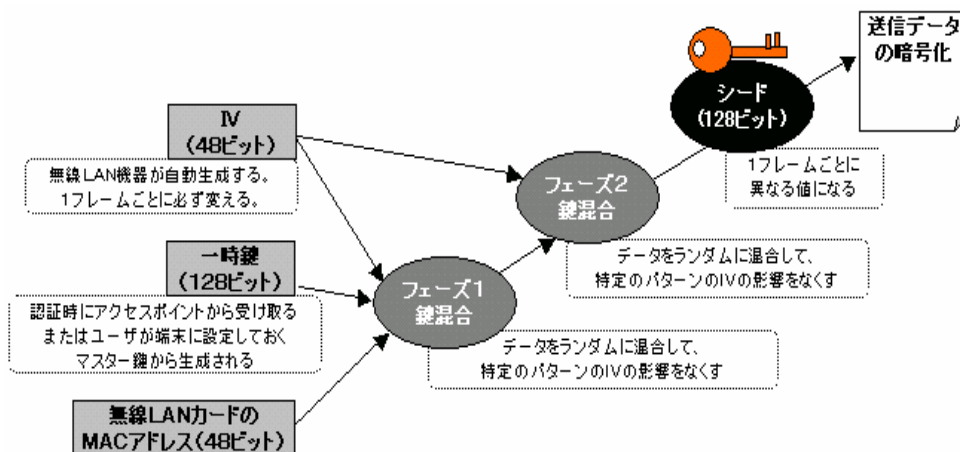 送信データ
の暗号化
シード
(128ビット)
IV
(48ビット)
無線LAN機器が自動生成する。
1フレームごとに必ず変える。
フェーズ2
鍵混合
1フレームごとに
異なる値になる
一時鍵
(128ビット)
データをランダムに混合して、
特定のパターンのIVの影響をなくす
フェーズ1
鍵混合
認証時にアクセスポイントから受け取る
またはユーザが端末に設定しておく
マスター鍵から生成される
データをランダムに混合して、
特定のパターンのIVの影響をなくす
無線LANカードの
MACアドレス(48ビット)